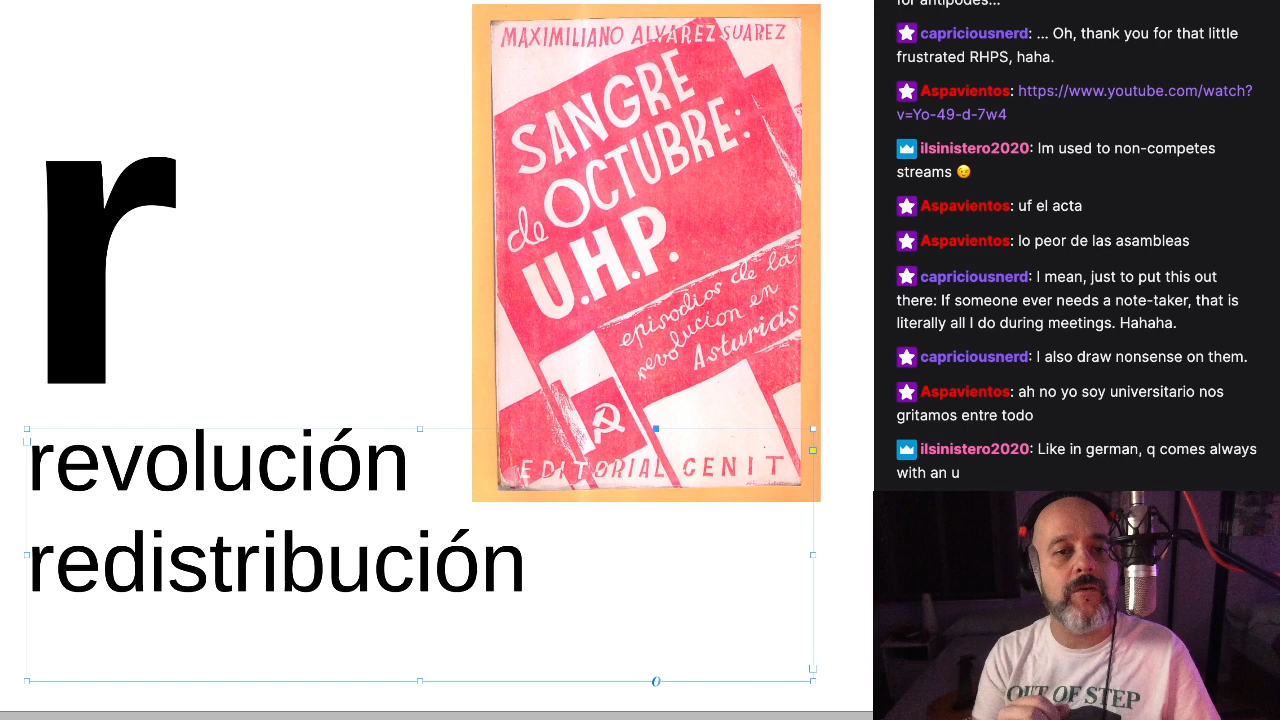 r
revolución
redistribución
MAXIMILIANO ALVAREZ SUAREZ
SANGRE
de OCTUBRE:
U.H.P.
episodios de la
revolucion en
Asturias
EDITORIAL CENIT
for antipodes...
capriciousnerd: ... Oh, thank you for that little
frustrated RHPS, haha.
Aspavientos: https://www.youtube.com/watch?
v=Yo-49-d-7w4
ilsinistero2020: Im used to non-competes
streams 😉
Aspavientos: uf el acta
Aspavientos: lo peor de las asambleas
capriciousnerd: I mean, just to put this out
there: If someone ever needs a note-taker, that is
literally all I do during meetings. Hahaha.
capriciousnerd: I also draw nonsense on them.
Aspavientos: ah no yo soy universitario nos
gritamos entre todo
ilsinistero2020: Like in german, q comes always
with an u
OUT OF STEP